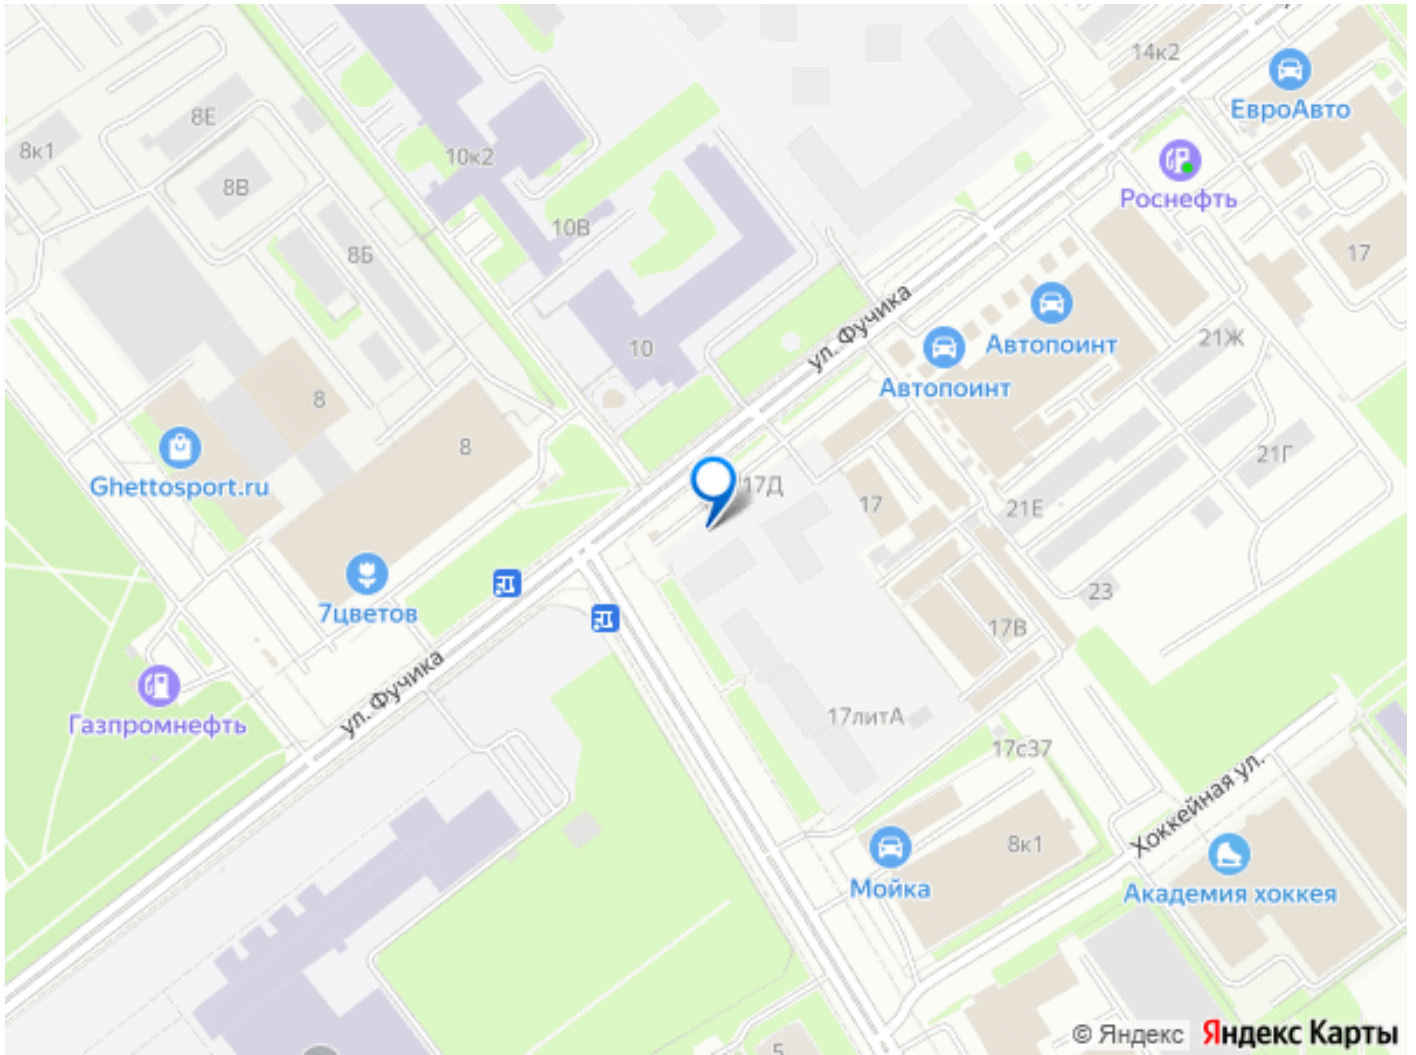 14к2
ЕвроАвто
8Е
8к1
10к2
Роснефть
8В
10В
8Б
17
ул. Фучика
Автопоинт
21Ж
10
Автопоинт
8
8
21Г
Ghettosport.ru
17Д
17
21Е
23
7цветов
17В
ул. Фучика
Газпромнефть
17литА
17с37
Хоккейная ул.
8к1
Мойка
Академия хоккея
5
© Яндекс Яндекс Карты